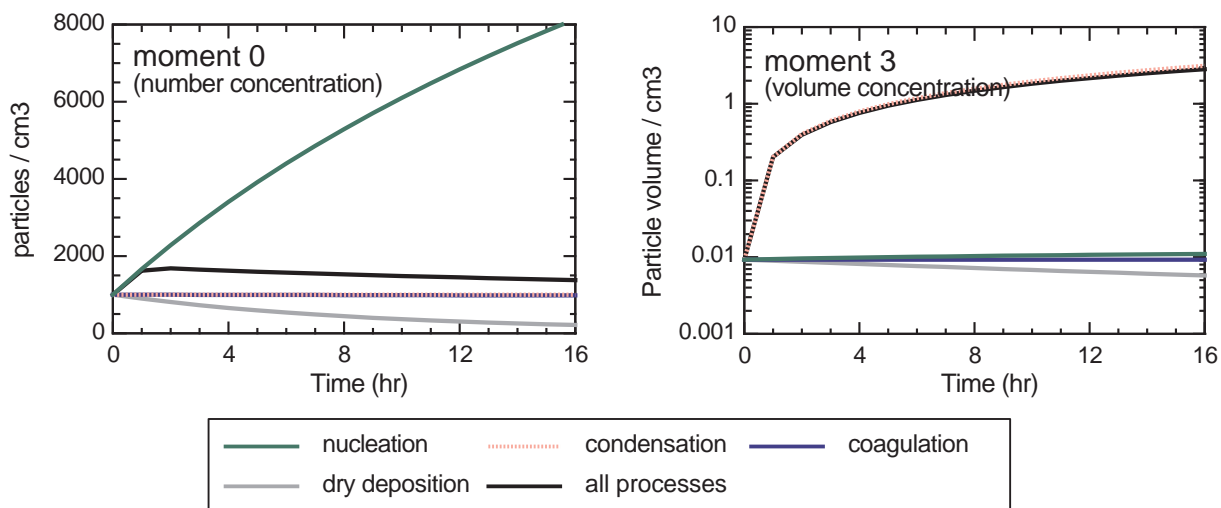 8000
6000
4000
2000
0
particles / cm3
moment 0
(number concentration)
0 4 8 12 16
Time (hr)
10
1
0.1
0.01
0.001
Particle volume / cm3
moment 3
(volume concentration)
0 4 8 12 16
Time (hr)
nucleation condensation coagulation
dry deposition all processes